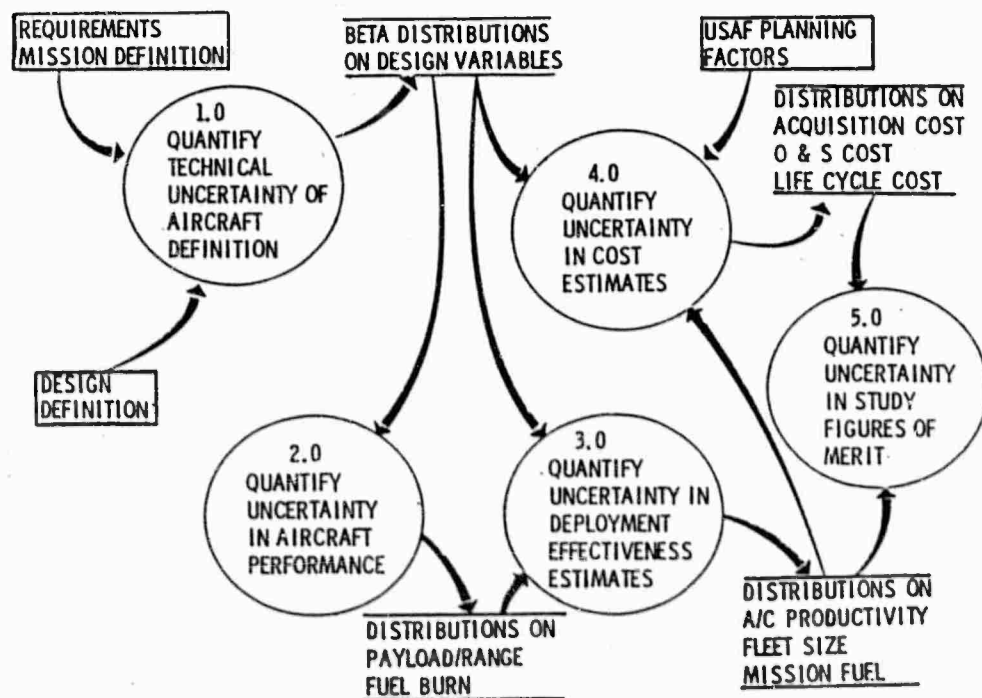 REQUIREMENTS
MISSION DEFINITION
BETA DISTRIBUTIONS
ON DESIGN VARIABLES
USAF PLANNING
FACTORS
DISTRIBUTIONS ON
ACQUISITION COST
O & S COST
LIFE CYCLE COST
1.0
QUANTIFY
TECHNICAL
UNCERTAINTY OF
AIRCRAFT
DEFINITION
4.0
QUANTIFY
UNCERTAINTY
IN COST
ESTIMATES
5.0
QUANTIFY
UNCERTAINTY
IN STUDY
FIGURES OF
MERIT
DESIGN
DEFINITION
2.0
QUANTIFY
UNCERTAINTY
IN AIRCRAFT
PERFORMANCE
3.0
QUANTIFY
UNCERTAINTY IN
DEPLOYMENT
EFFECTIVENESS
ESTIMATES
DISTRIBUTIONS ON
PAYLOAD/RANGE
FUEL BURN
DISTRIBUTIONS ON
A/C PRODUCTIVITY
FLEET SIZE
MISSION FUEL